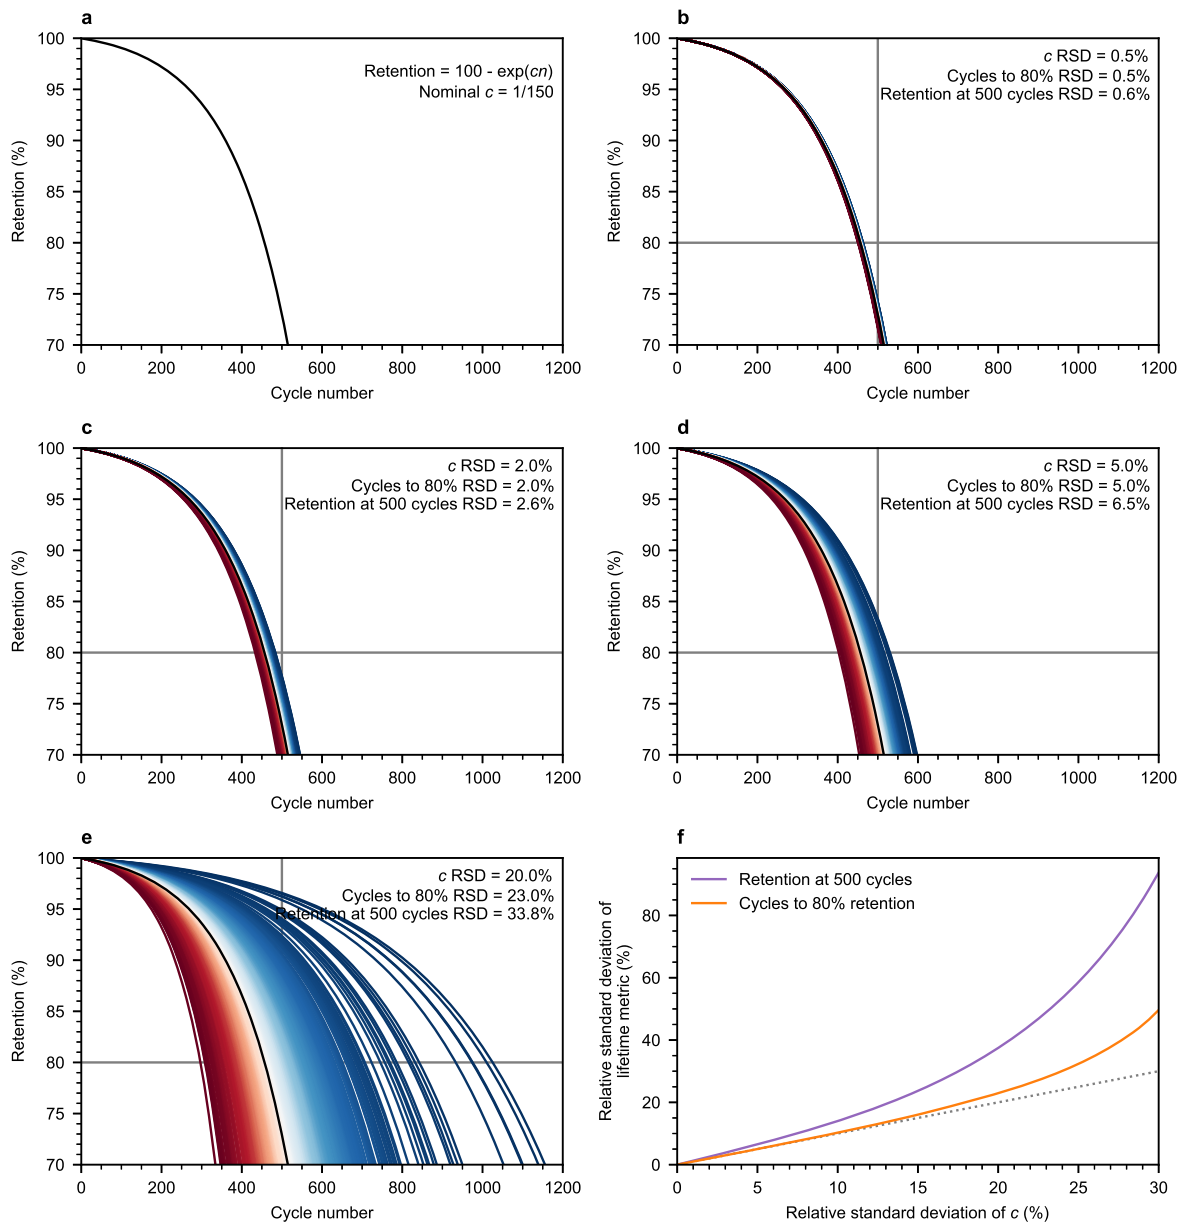 a
Retention (%)
100
95
90
85
80
75
70
Retention = 100 - exp(cn)
Nominal c = 1/150
0 200 400 600 800 1000 1200
Cycle number
b
Retention (%)
100
95
90
85
80
75
70
c RSD = 0.5%
Cycles to 80% RSD = 0.5%
Retention at 500 cycles RSD = 0.6%
0 200 400 600 800 1000 1200
Cycle number
c
Retention (%)
100
95
90
85
80
75
70
c RSD = 2.0%
Cycles to 80% RSD = 2.0%
Retention at 500 cycles RSD = 2.6%
0 200 400 600 800 1000 1200
Cycle number
d
Retention (%)
100
95
90
85
80
75
70
c RSD = 5.0%
Cycles to 80% RSD = 5.0%
Retention at 500 cycles RSD = 6.5%
0 200 400 600 800 1000 1200
Cycle number
e
Retention (%)
100
95
90
85
80
75
70
c RSD = 20.0%
Cycles to 80% RSD = 23.0%
Retention at 500 cycles RSD = 33.8%
0 200 400 600 800 1000 1200
Cycle number
f
Relative standard deviation of
lifetime metric (%)
80
60
40
20
0
Retention at 500 cycles
Cycles to 80% retention
0 5 10 15 20 25 30
Relative standard deviation of c (%)